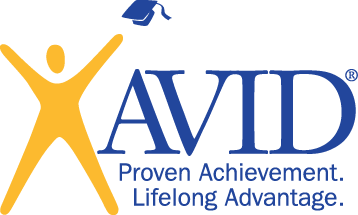 AVID®
Proven Achievement.
Lifelong Advantage.